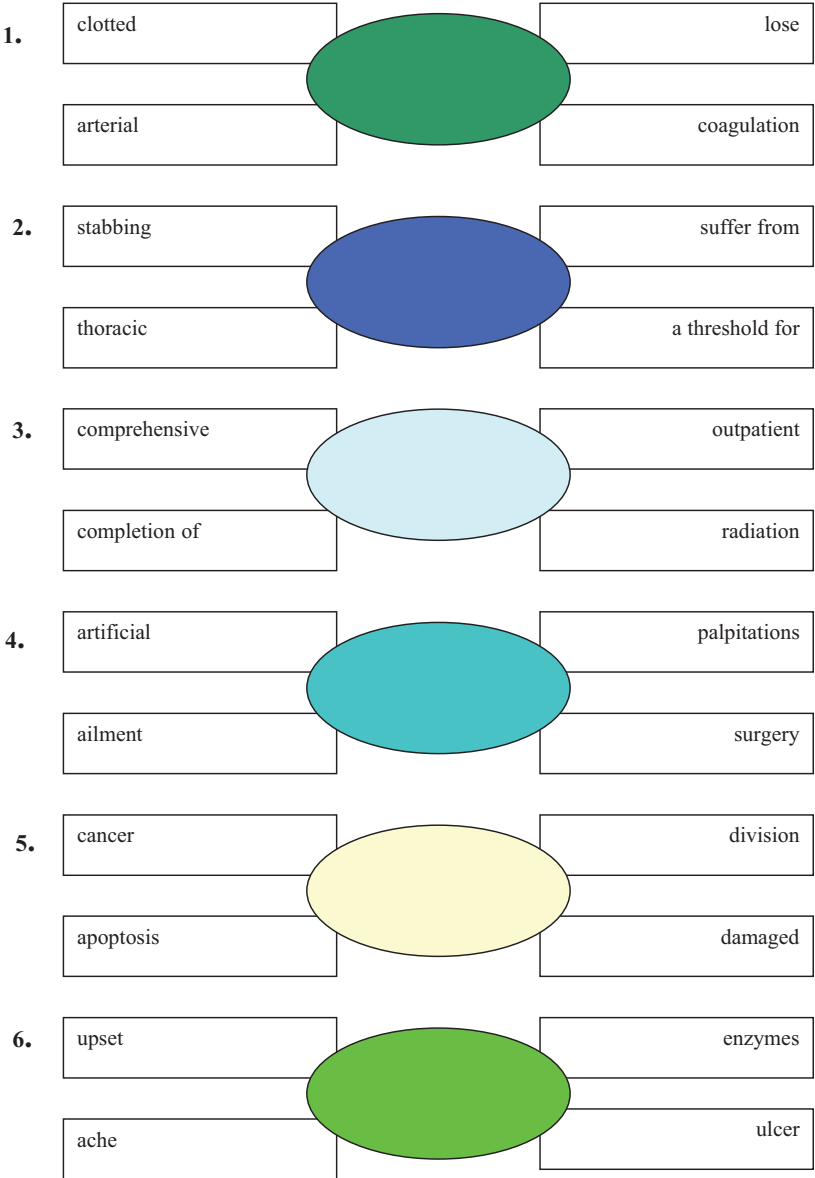 1. clotted lose
arterial coagulation
2. stabbing suffer from
thoracic a threshold for
3. comprehensive outpatient
completion of radiation
4. artificial palpitations
ailment surgery
5. cancer division
apoptosis damaged
6. upset enzymes
ache ulcer